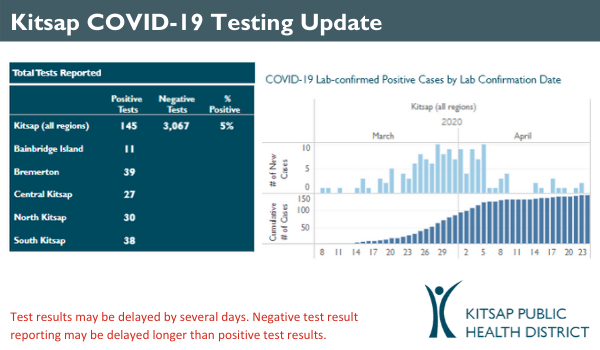 Kitsap COVID-19 Testing Update
Total Tests Reported
Positive Tests
Negative Tests
% Positive
Kitsap (all regions) 145 3,067 5%
Bainbridge Island 11
Bremerton 39
Central Kitsap 27
North Kitsap 30
South Kitsap 38
COVID-19 Lab-confirmed Positive Cases by Lab Confirmation Date
Kitsap (all regions)
2020
March April
# of New Cases
10
5
0
Cumulative # of Cases
150
100
50
0
8 11 14 17 20 23 26 29 2 5 8 11 14 17 20 23
Test results may be delayed by several days. Negative test result
reporting may be delayed longer than positive test results.
KITSAP PUBLIC
HEALTH DISTRICT